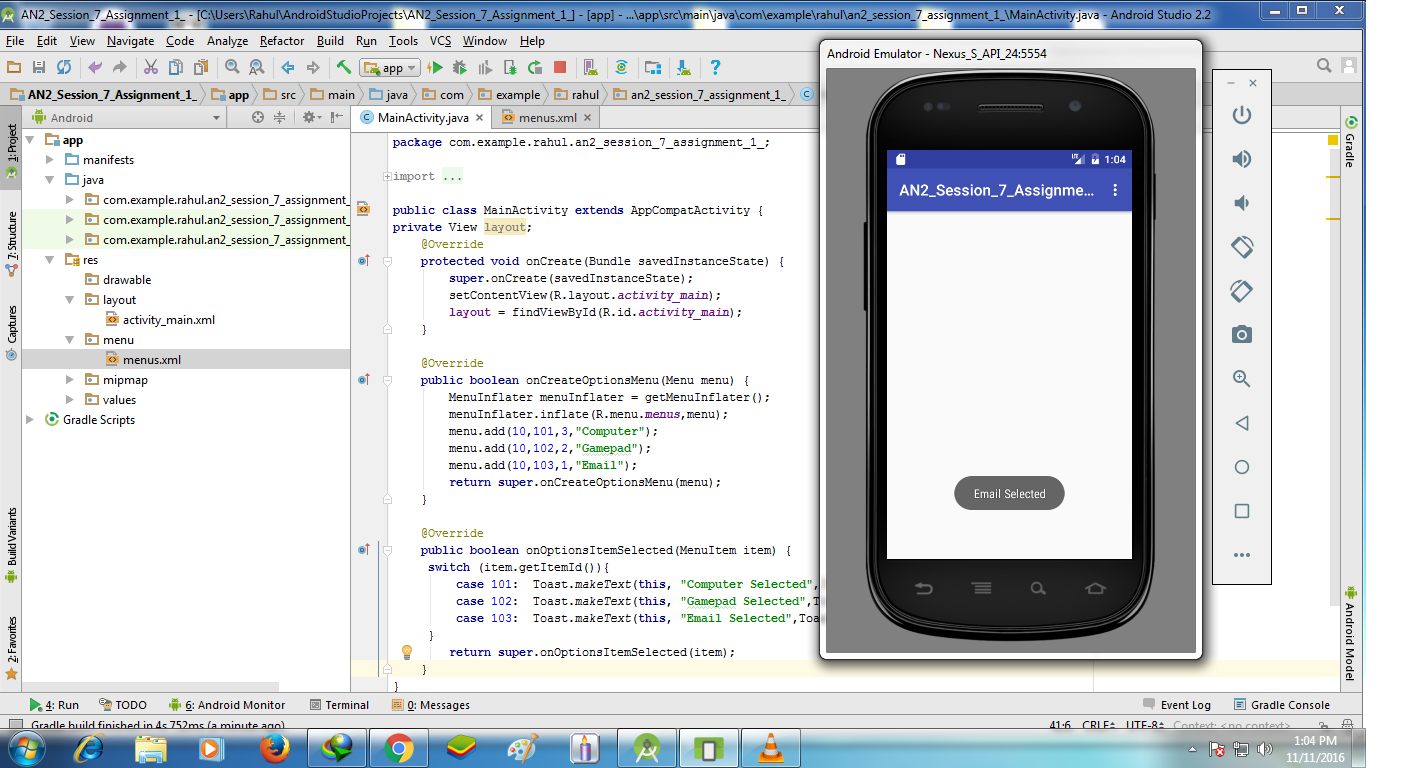 AN2_Session_7_Assignment_1_ - [C:\Users\Rahul\AndroidStudioProjects\AN2_Session_7_Assignment_1_] - [app] - ...\app\src\main\java\com\example\rahul\an2_session_7_assignment_1_\MainActivity.java - Android Studio 2.2
File Edit View Navigate Code Analyze Refactor Build Run Tools VCS Window Help
app
AN2_Session_7_Assignment_1_ app src main java com example rahul an2_session_7_assignment_1_
Android
MainActivity.java menus.xml
1: Project
7: Structure
Captures
Build Variants
2: Favorites
app
manifests
java
com.example.rahul.an2_session_7_assignment_
com.example.rahul.an2_session_7_assignment_
com.example.rahul.an2_session_7_assignment_
res
drawable
layout
activity_main.xml
menu
menus.xml
mipmap
values
Gradle Scripts
package com.example.rahul.an2_session_7_assignment_1_;
import ...
public class MainActivity extends AppCompatActivity {
private View layout;
@Override
protected void onCreate(Bundle savedInstanceState) {
super.onCreate(savedInstanceState);
setContentView(R.layout.activity_main);
layout = findViewById(R.id.activity_main);
}
@Override
public boolean onCreateOptionsMenu(Menu menu) {
MenuInflater menuInflater = getMenuInflater();
menuInflater.inflate(R.menu.menus,menu);
menu.add(10,101,3,"Computer");
menu.add(10,102,2,"Gamepad");
menu.add(10,103,1,"Email");
return super.onCreateOptionsMenu(menu);
}
@Override
public boolean onOptionsItemSelected(MenuItem item) {
switch (item.getItemId()){
case 101: Toast.makeText(this, "Computer Selected",
case 102: Toast.makeText(this, "Gamepad Selected",T
case 103: Toast.makeText(this, "Email Selected",Toa
}
return super.onOptionsItemSelected(item);
}
}
Android Emulator - Nexus_S_API_24:5554
1:04
AN2_Session_7_Assignme...
Email Selected
Gradle
Android Model
4: Run TODO 6: Android Monitor Terminal 0: Messages Event Log Gradle Console
Gradle build finished in 4s 752ms (a minute ago) 41:6 CRLF UTF-8 Context: <no context>
1:04 PM
11/11/2016